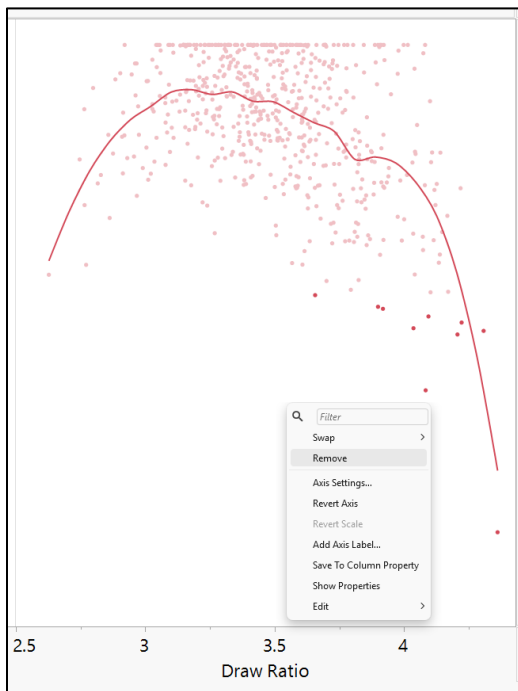 Filter
Swap
Remove
Axis Settings...
Revert Axis
Revert Scale
Add Axis Label...
Save To Column Property
Show Properties
Edit
2.5 3 3.5 4
Draw Ratio